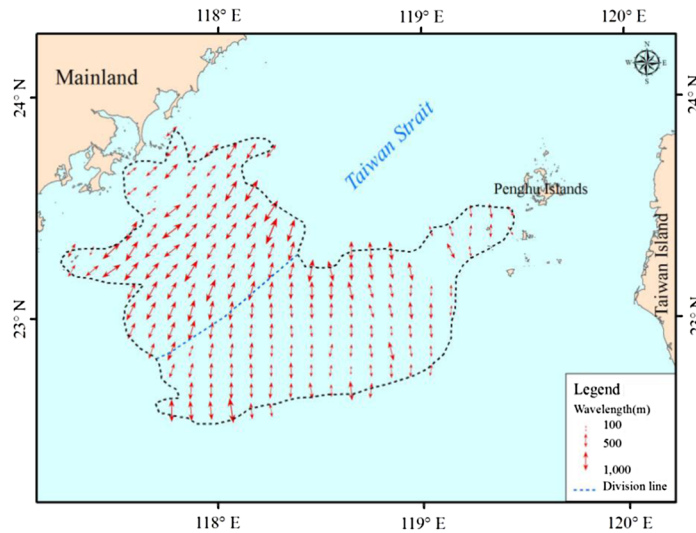 118° E
119° E
120° E
Mainland
N
W
E
S
24° N
24° N
Taiwan Strait
Penghu Islands
Taiwan Island
23° N
23° N
Legend
Wavelength(m)
100
500
1,000
Division line
118° E
119° E
120° E